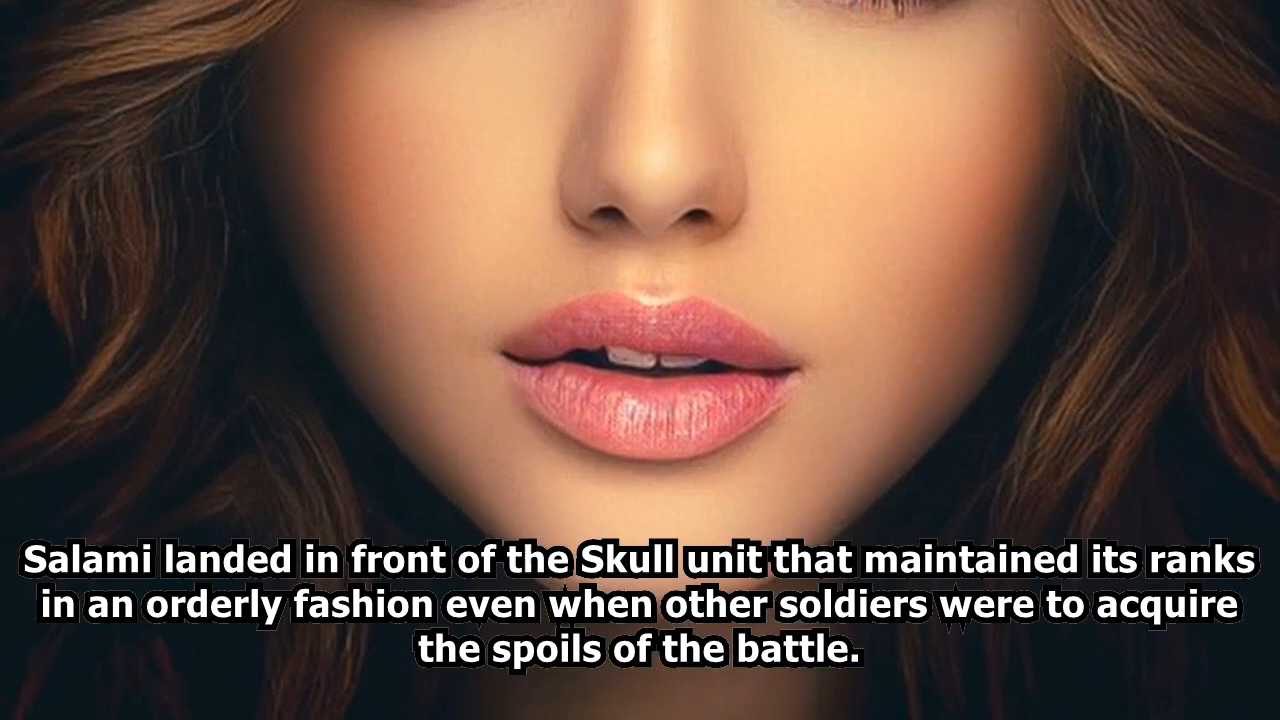 Salami landed in front of the Skull unit that maintained its ranks
in an orderly fashion even when other soldiers were to acquire
the spoils of the battle.